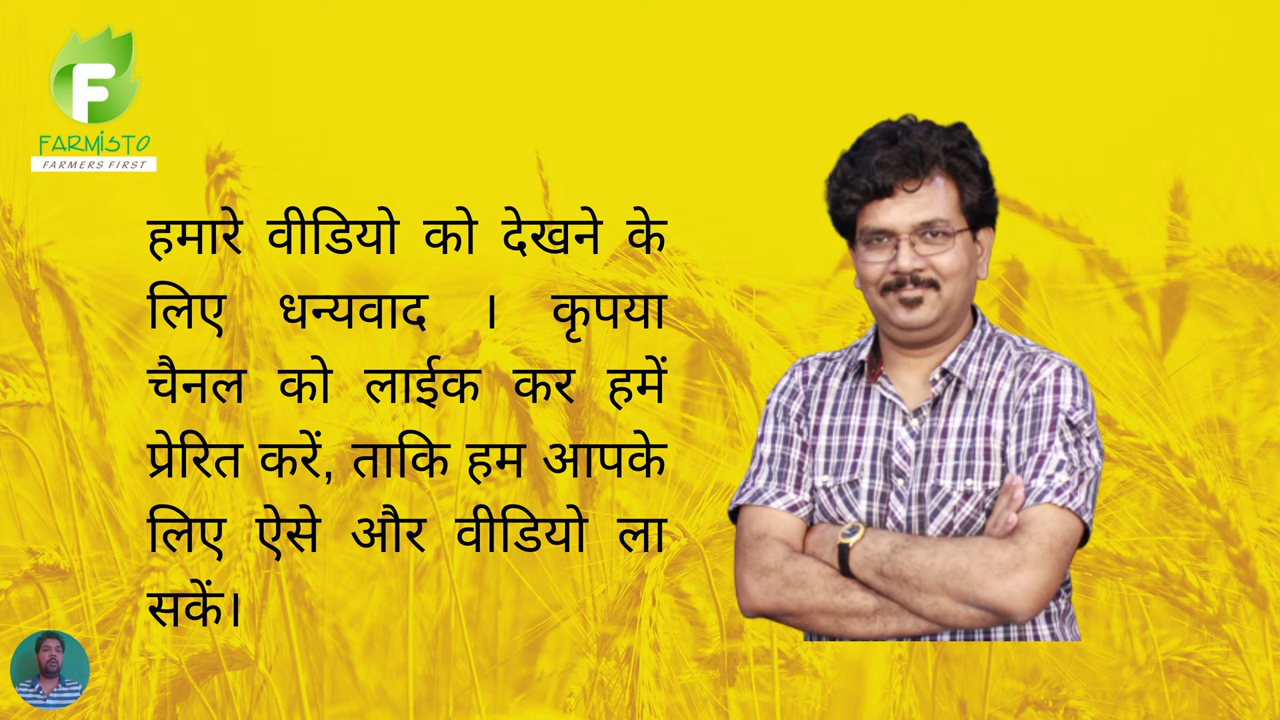 F
FARMiSTO
FARMERS FIRST
हमारे वीडियो को देखने के
लिए धन्यवाद । कृपया
चैनल को लाईक कर हमें
प्रेरित करें, ताकि हम आपके
लिए ऐसे और वीडियो ला
सकें।